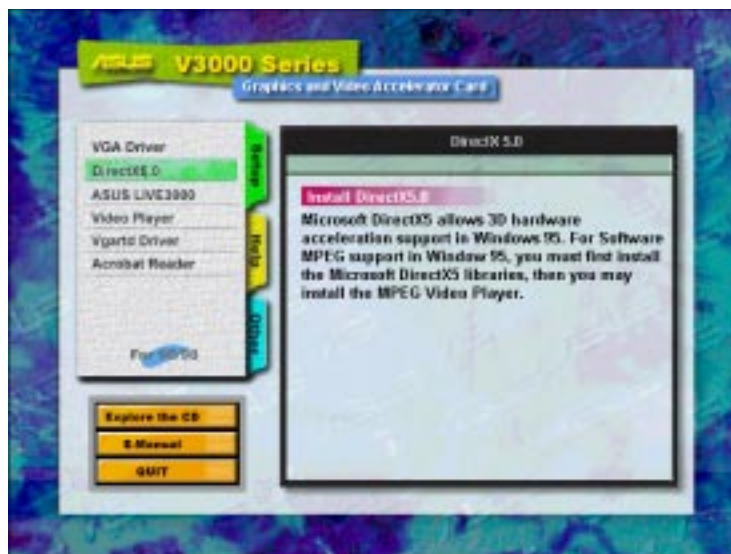 ASUS V3000 Series
Graphics and Video Accelerator Card
VGA Driver
DirectX5.0
ASUS LIVE3000
Video Player
Vgartd Driver
Acrobat Reader
Setup
Help
Other
Explore the CD
E-Manual
QUIT
DirectX 5.0
Install DirectX5.0
Microsoft DirectX5 allows 3D hardware
acceleration support in Windows 95. For Software
MPEG support in Window 95, you must first install
the Microsoft DirectX5 libraries, then you may
install the MPEG Video Player.